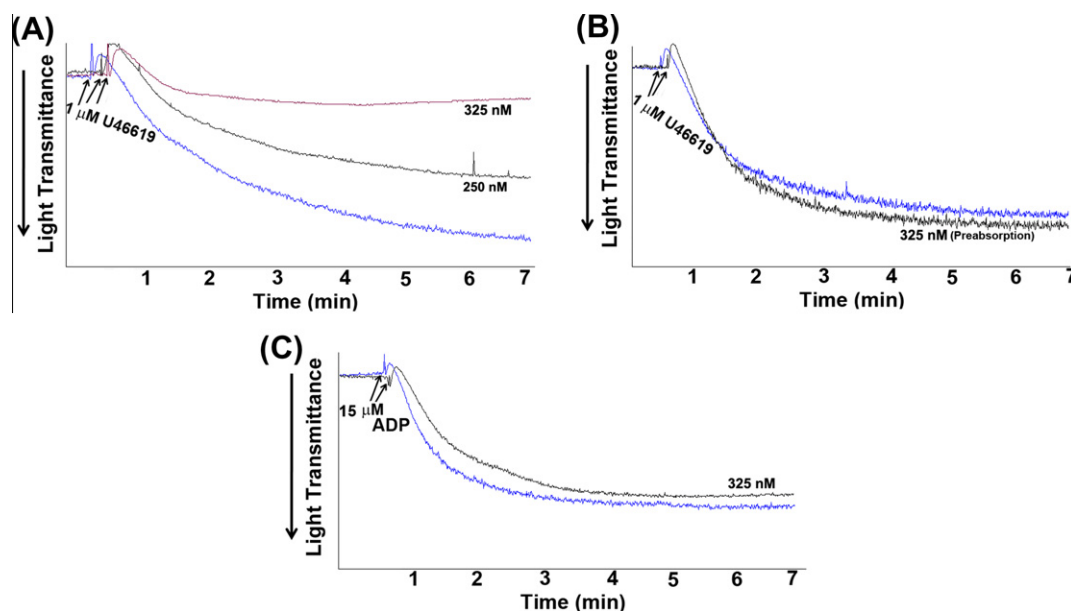 (A)
Light Transmittance
1 μM U46619
325 nM
250 nM
1 2 3 4 5 6 7
Time (min)
(B)
Light Transmittance
1 μM U46619
325 nM (Preabsorption)
1 2 3 4 5 6 7
Time (min)
(C)
Light Transmittance
15 μM
ADP
325 nM
1 2 3 4 5 6 7
Time (min)